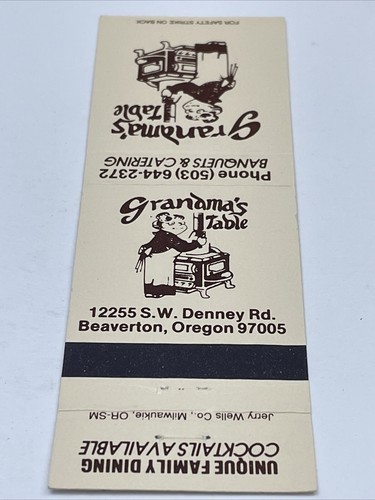 FOR SAFETY STRIKE ON BACK
Grandma's
Table
Phone (503) 644-2372
BANQUETS & CATERING
Grandma's
Table
12255 S.W. Denney Rd.
Beaverton, Oregon 97005
Jerry Wells Co., Milwaukie, OR-SM
UNIQUE FAMILY DINING
COCKTAILS AVAILABLE